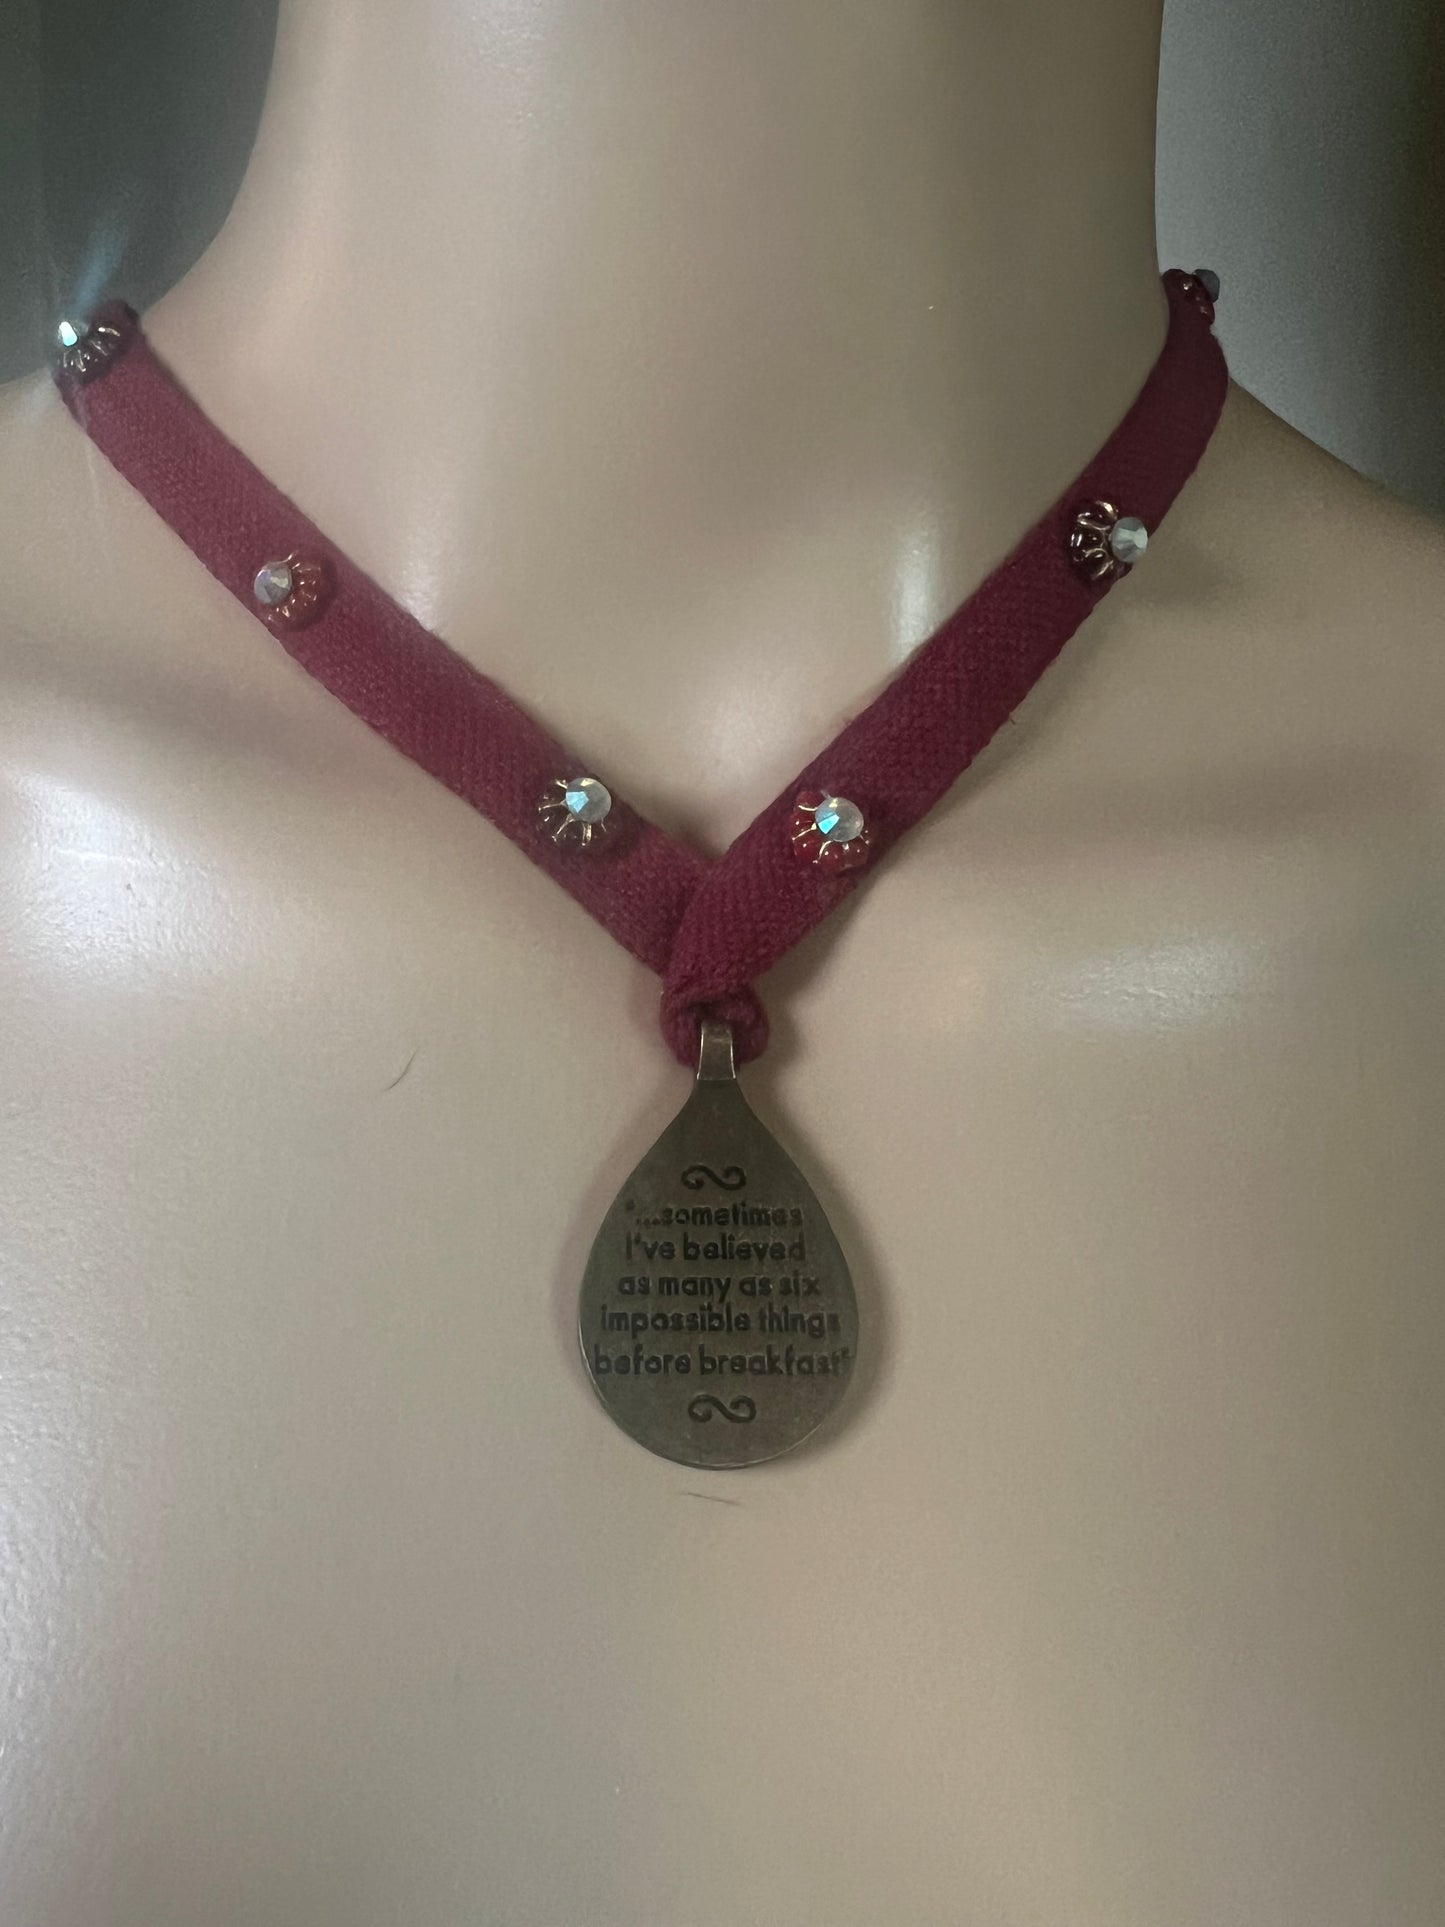 "...sometimes
I've believed
as many as six
impossible things
before breakfast"